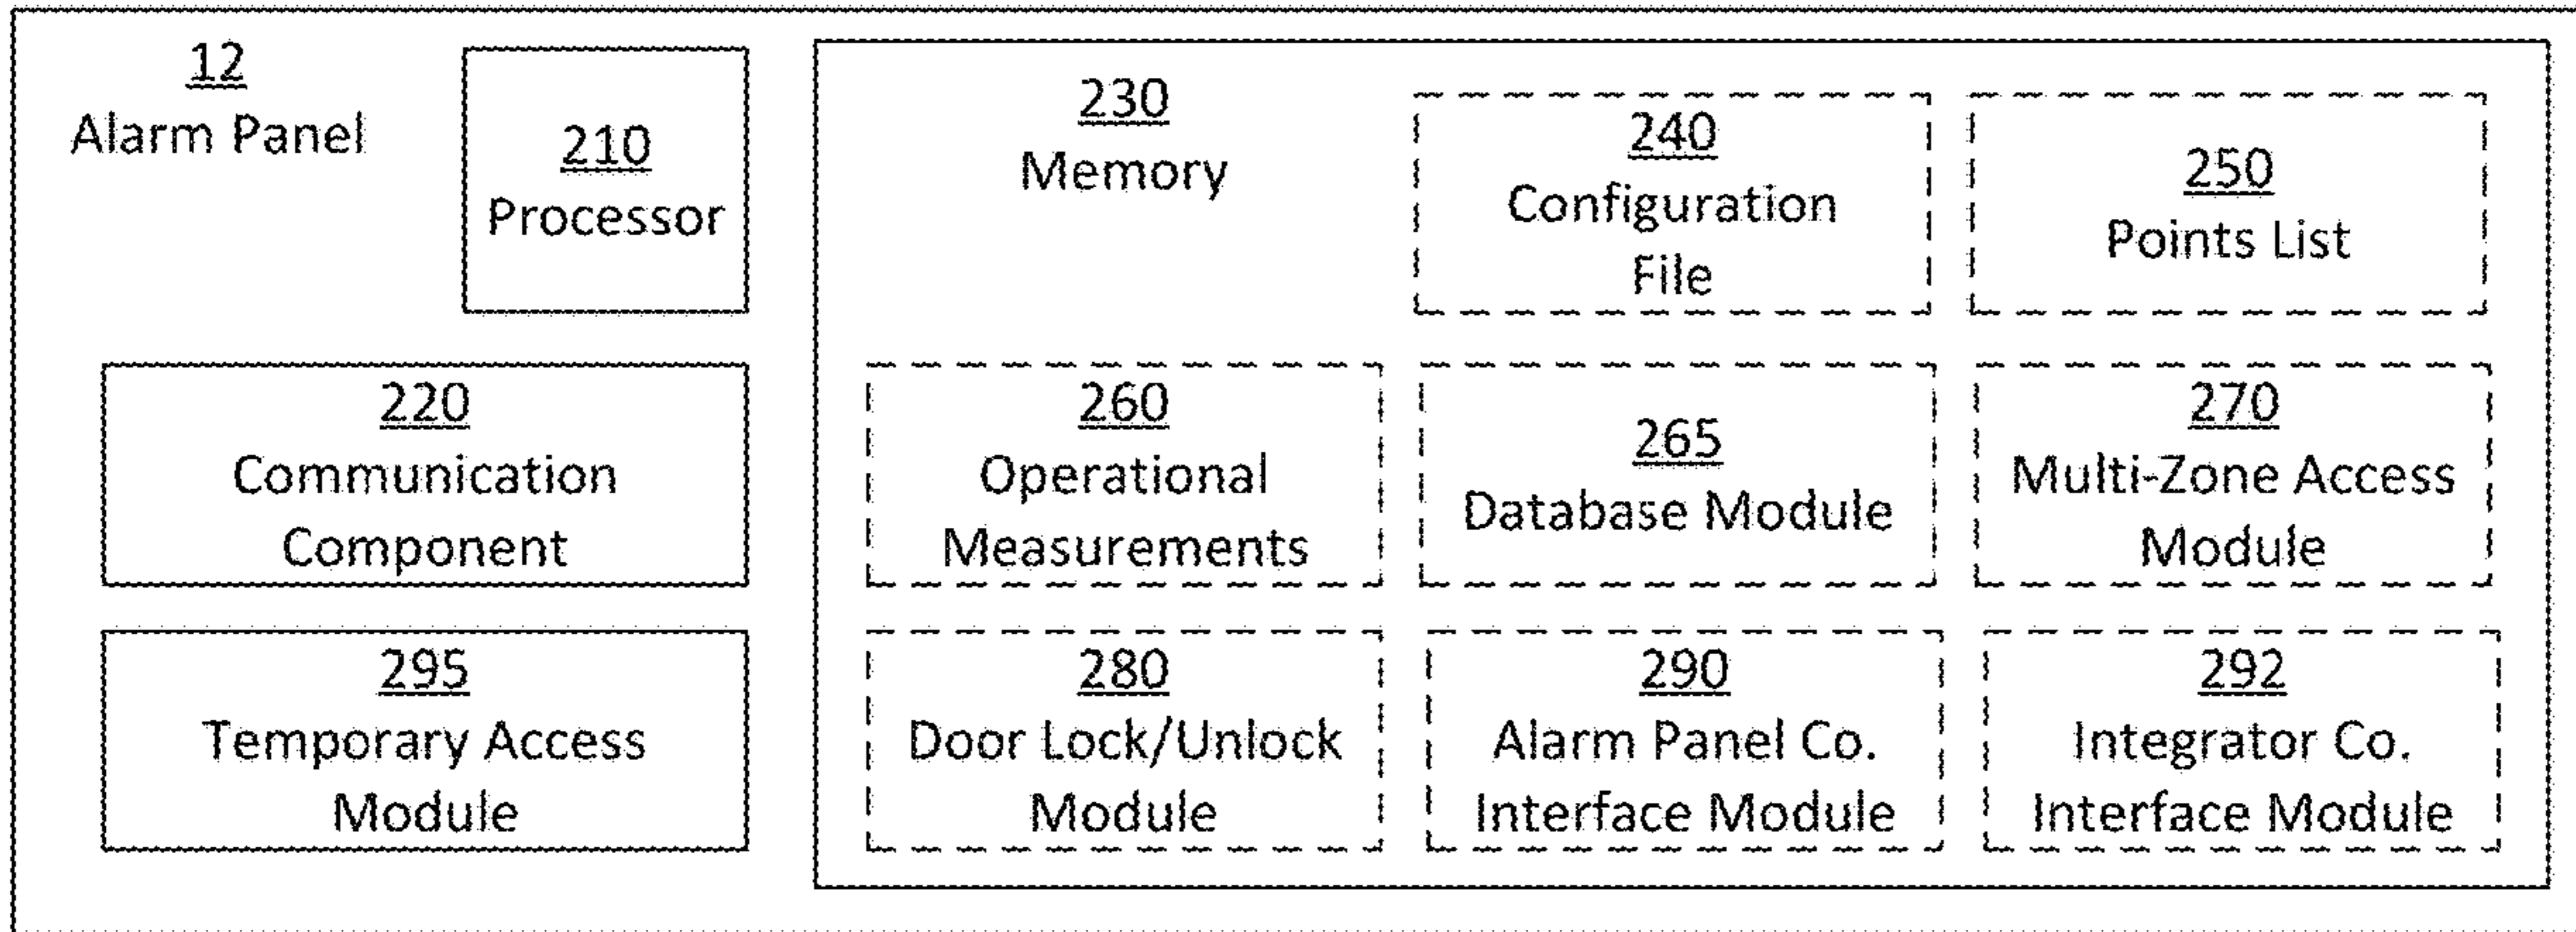 12
Alarm Panel
210
Processor
230
Memory
240
Configuration
File
250
Points List
220
Communication
Component
260
Operational
Measurements
265
Database Module
270
Multi-Zone Access
Module
295
Temporary Access
Module
280
Door Lock/Unlock
Module
290
Alarm Panel Co.
Interface Module
292
Integrator Co.
Interface Module